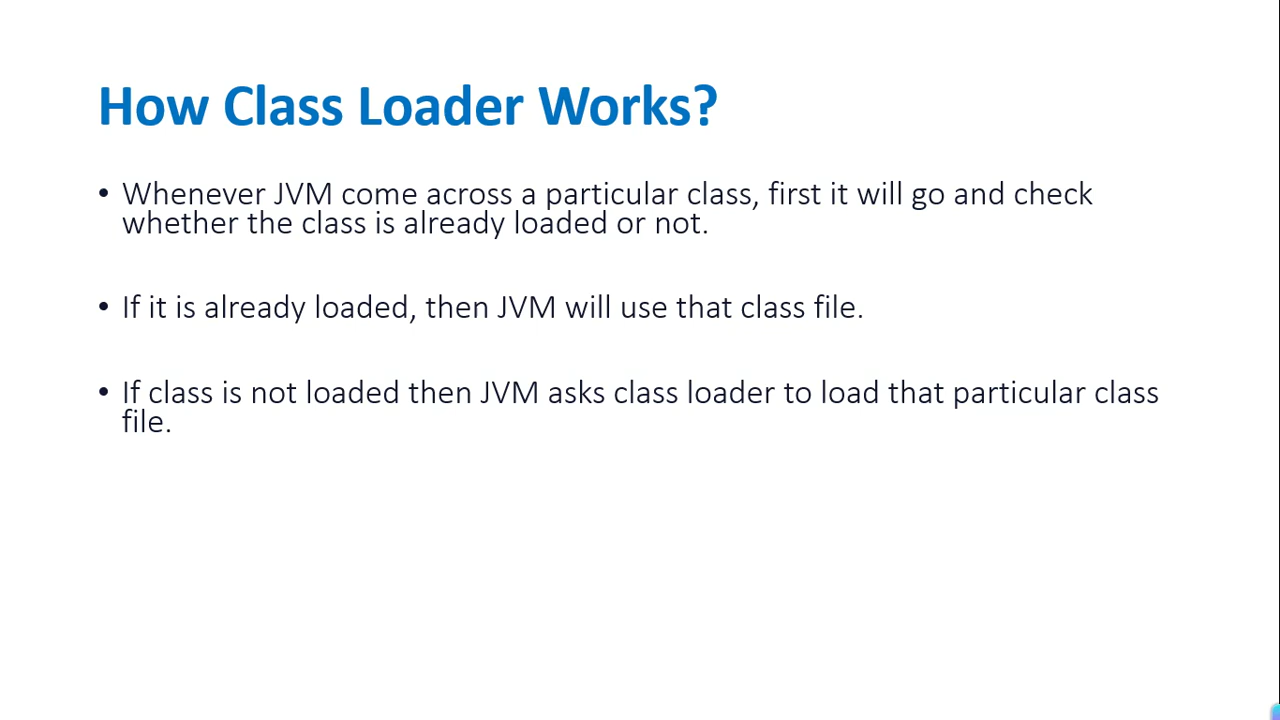 How Class Loader Works?
• Whenever JVM come across a particular class, first it will go and check
whether the class is already loaded or not.
• If it is already loaded, then JVM will use that class file.
• If class is not loaded then JVM asks class loader to load that particular class
file.